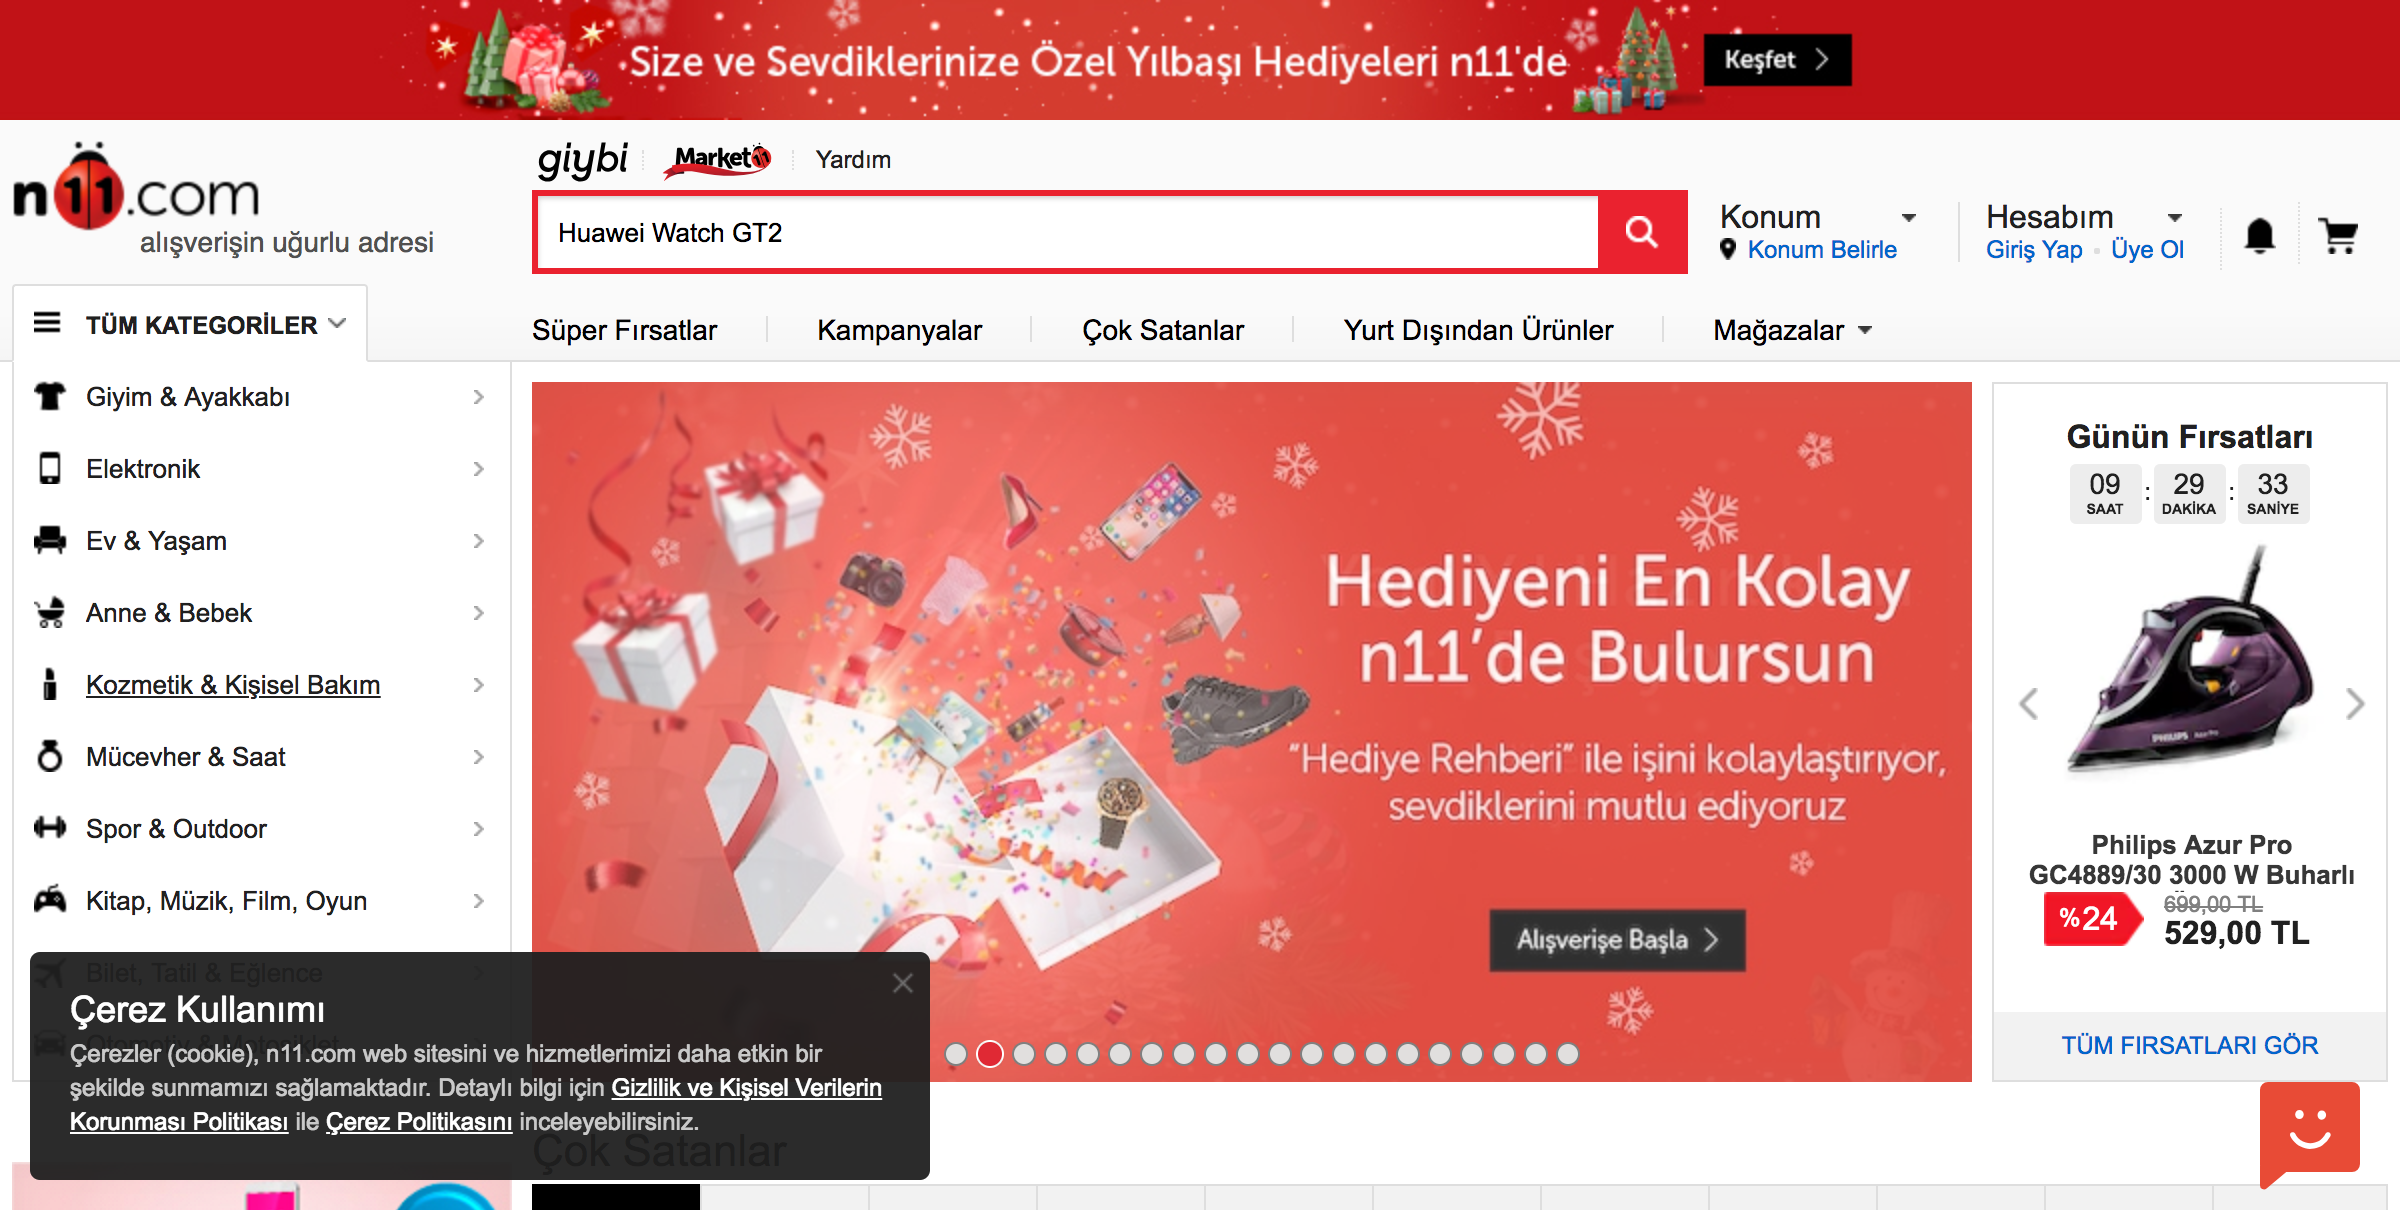 Size ve Sevdiklerinize Özel Yılbaşı Hediyeleri n11'de
Keşfet
n11.com
alışverişin uğurlu adresi
giybi
Market11
Yardım
Huawei Watch GT2
Konum
Konum Belirle
Hesabım
Giriş Yap
Üye Ol
TÜM KATEGORİLER
Süper Fırsatlar
Kampanyalar
Çok Satanlar
Yurt Dışından Ürünler
Mağazalar
Giyim & Ayakkabı
Elektronik
Ev & Yaşam
Anne & Bebek
Kozmetik & Kişisel Bakım
Mücevher & Saat
Spor & Outdoor
Kitap, Müzik, Film, Oyun
Bilet, Tatil & Eğlence
Otomotiv & Motosiklet
Hediyeni En Kolay
n11'de Bulursun
“Hediye Rehberi” ile işini kolaylaştırıyor,
sevdiklerini mutlu ediyoruz
Alışverişe Başla
Günün Fırsatları
09 : 29 : 33
SAAT DAKİKA SANİYE
PHILIPS
Philips Azur Pro
GC4889/30 3000 W Buharlı
%24
699,00 TL
529,00 TL
TÜM FIRSATLARI GÖR
Çerez Kullanımı
Çerezler (cookie), n11.com web sitesini ve hizmetlerimizi daha etkin bir
şekilde sunmamızı sağlamaktadır. Detaylı bilgi için Gizlilik ve Kişisel Verilerin
Korunması Politikası ile Çerez Politikasını inceleyebilirsiniz.
Çok Satanlar